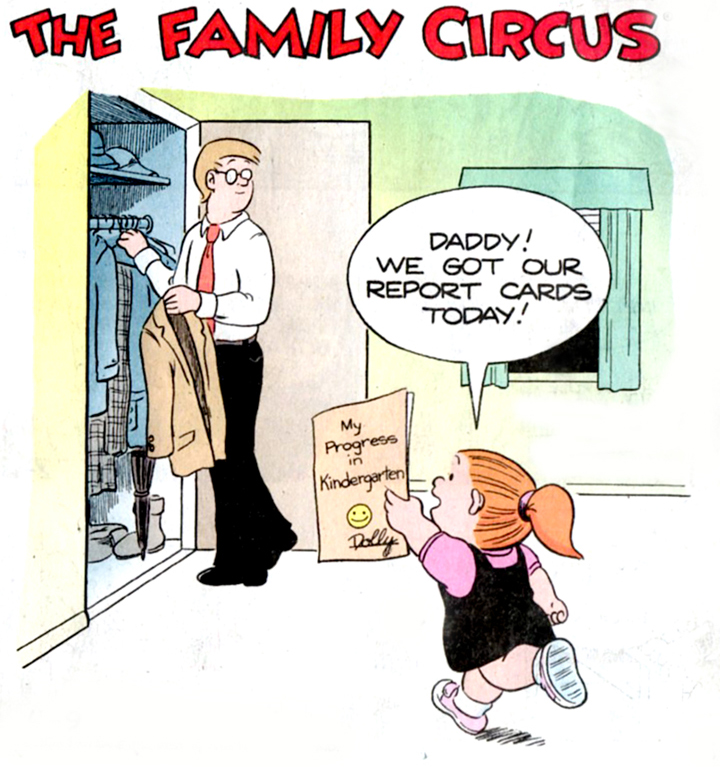 THE FAMILY CIRCUS
DADDY!
WE GOT OUR
REPORT CARDS
TODAY!
My
Progress
in
Kindergarten
Dolly